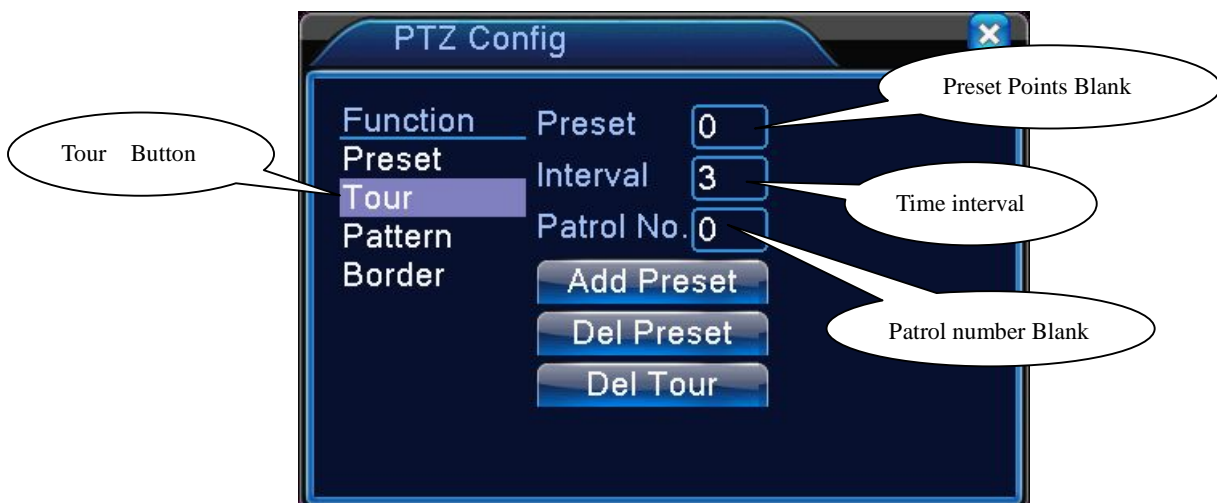 PTZ Config
Preset Points Blank
Function
Preset
0
Tour Button
Preset
Interval
3
Tour
Time interval
Pattern
Patrol No.
0
Border
Add Preset
Del Preset
Patrol number Blank
Del Tour